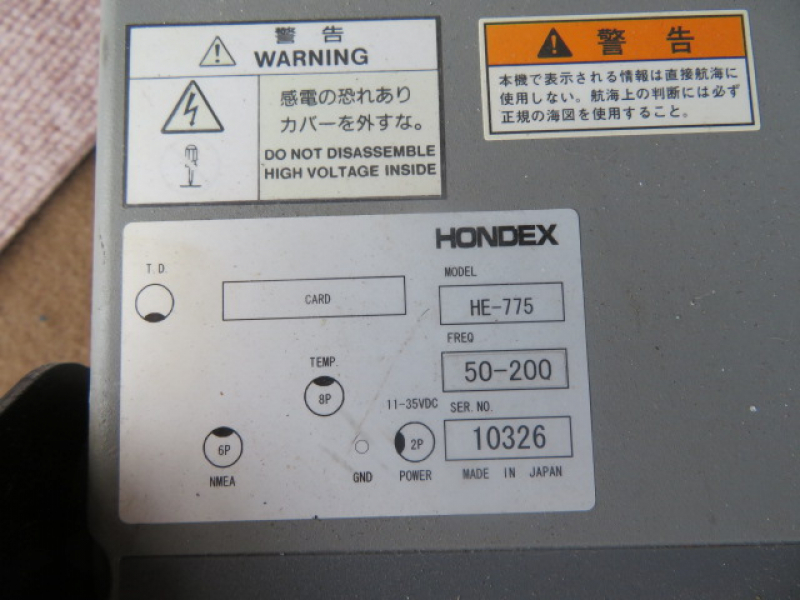 警告
WARNING
感電の恐れあり
カバーを外すな。
DO NOT DISASSEMBLE
HIGH VOLTAGE INSIDE
警告
本機で表示される情報は直接航海に
使用しない。航海上の判断には必ず
正規の海図を使用すること。
HONDEX
T.D.
CARD
MODEL
HE-775
FREQ
50-200
TEMP.
8P
11-35VDC
SER.NO.
10326
6P
NMEA
GND
2P
POWER
MADE IN JAPAN